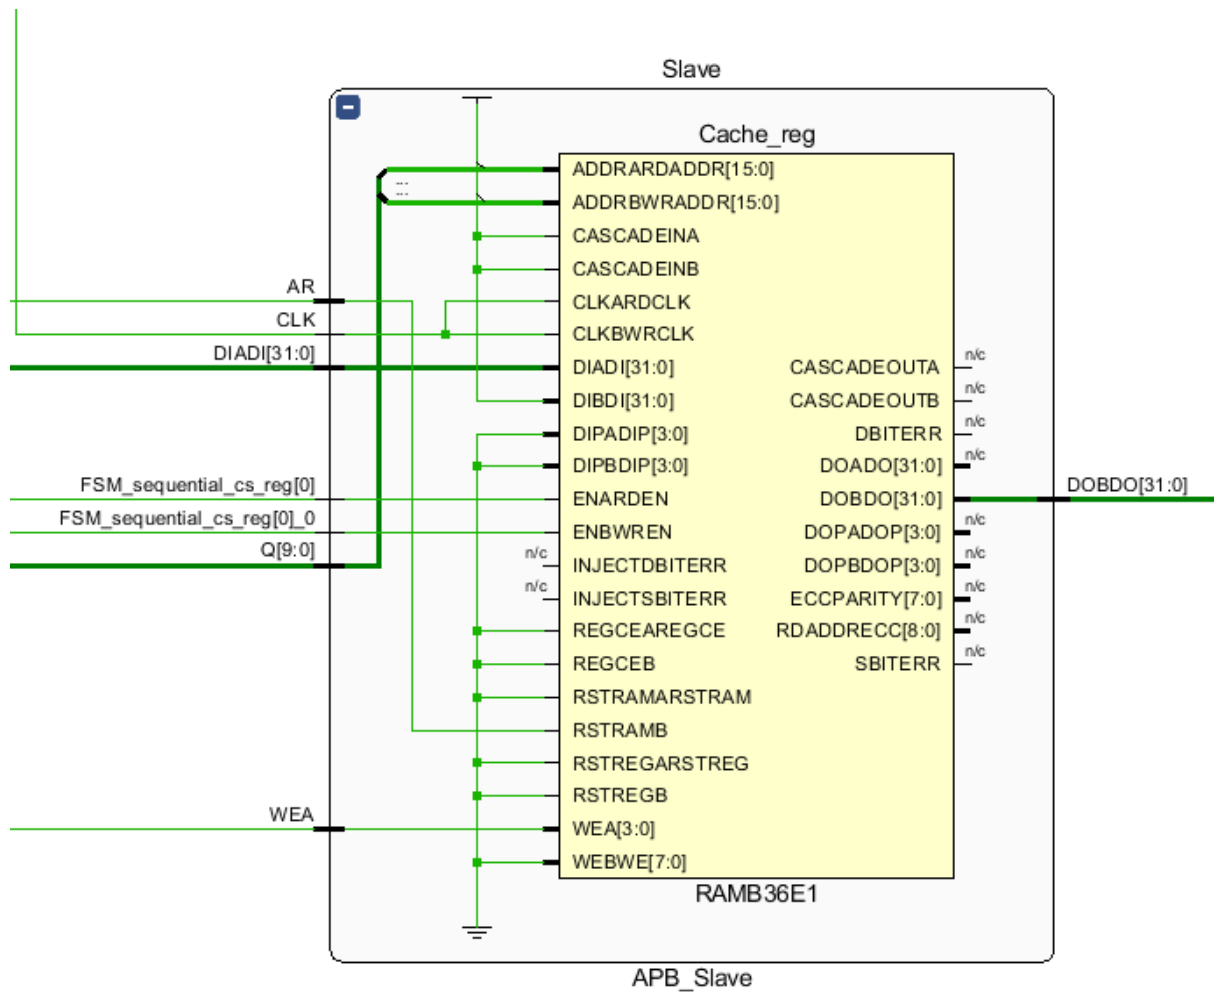 Slave
Cache_reg
ADDRARDADDR[15:0]
ADDRBWRADDR[15:0]
CASCADEINA
CASCADEINB
AR
CLKARDCLK
CLK
CLKBWRCLK
DIADI[31:0]
DIADI[31:0]
CASCADEOUTA
n/c
DIBDI[31:0]
CASCADEOUTB
n/c
DIPADIP[3:0]
DBITERR
n/c
DIPBDIP[3:0]
DOADO[31:0]
n/c
FSM_sequential_cs_reg[0]
ENARDEN
DOBDO[31:0]
DOBDO[31:0]
FSM_sequential_cs_reg[0]_0
ENBWREN
DOPADOP[3:0]
n/c
Q[9:0]
n/c
INJECTDBITERR
DOPBDOP[3:0]
n/c
n/c
INJECTSBITERR
ECCPARITY[7:0]
n/c
REGCEAREGCE
RDADDRECC[8:0]
n/c
REGCEB
SBITERR
n/c
RSTRAMARSTRAM
RSTRAMB
RSTREGARSTREG
RSTREGB
WEA
WEA[3:0]
WEBWE[7:0]
RAMB36E1
APB_Slave